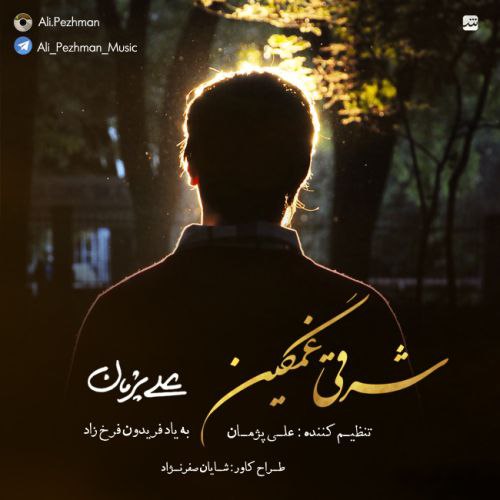 Ali.Pezhman
Ali_Pezhman_Music
شرقی غمگین
علی پژمان
تنظیم کننده : علی پژمان
به یاد فریدون فرخ زاد
طراح کاور : شایان صفرنژاد